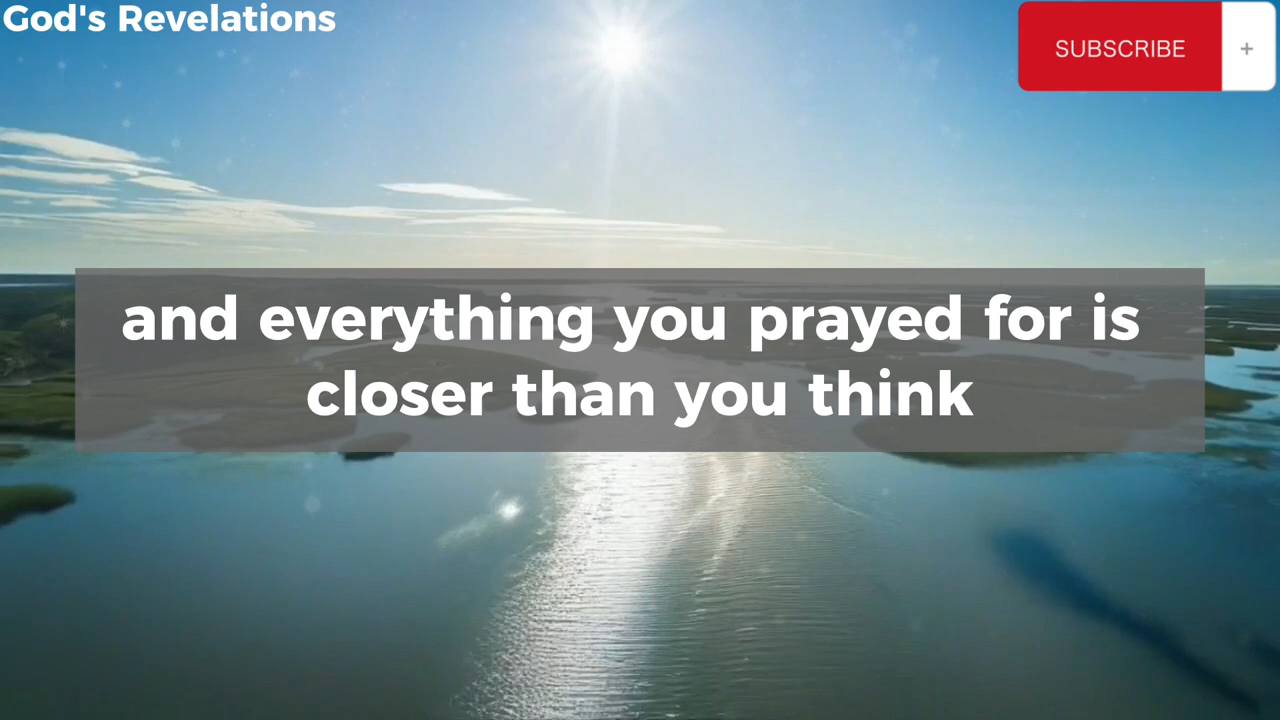 God's Revelations
SUBSCRIBE +
and everything you prayed for is
closer than you think